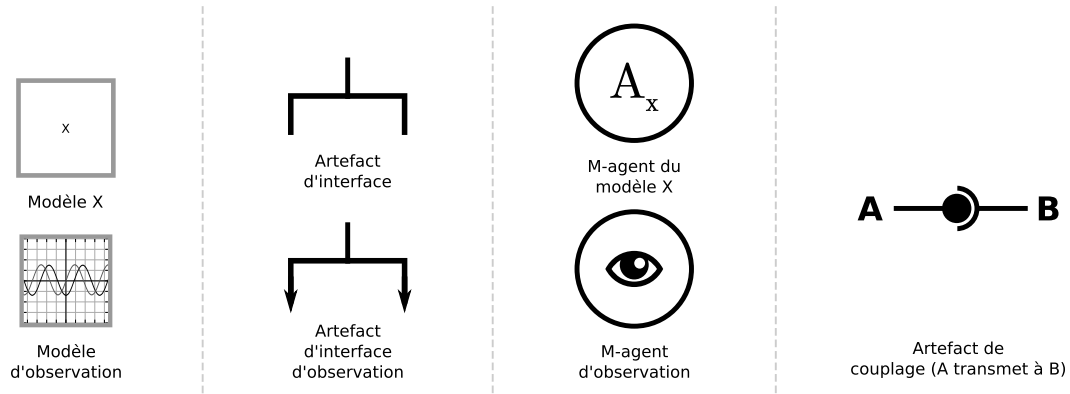 X
Modèle X
Modèle
d'observation
Artefact
d'interface
Artefact
d'interface
d'observation
Ax
M-agent du
modèle X
M-agent
d'observation
A B
Artefact de
couplage (A transmet à B)